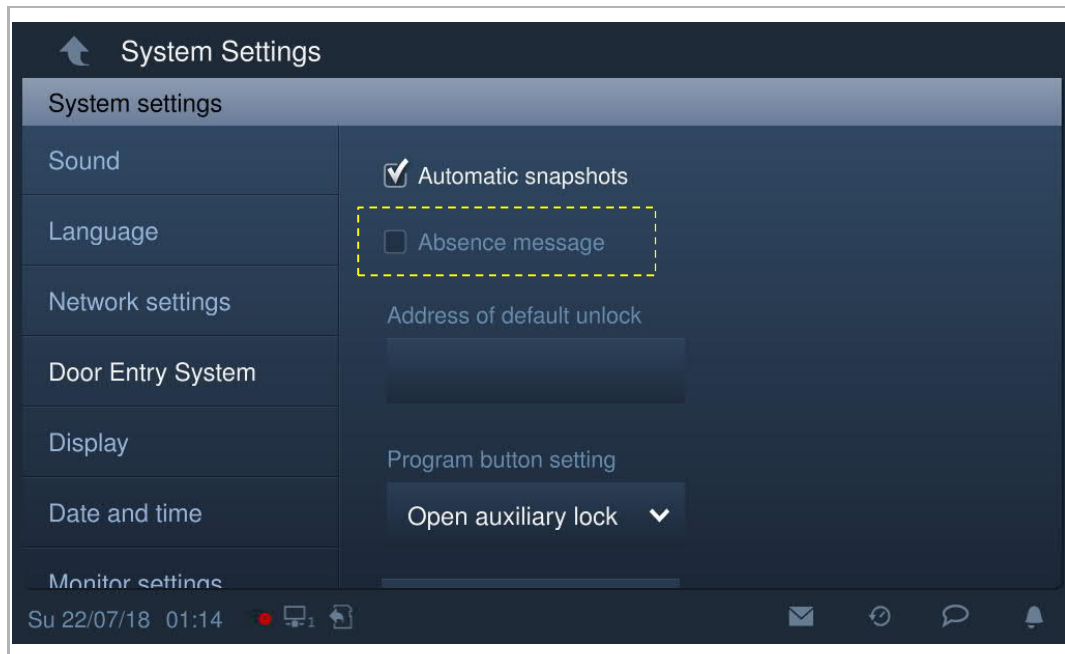 System Settings
System settings
Sound
Language
Network settings
Door Entry System
Display
Date and time
Monitor settings
Automatic snapshots
Absence message
Address of default unlock
Program button setting
Open auxiliary lock
Su 22/07/18 01:14
1